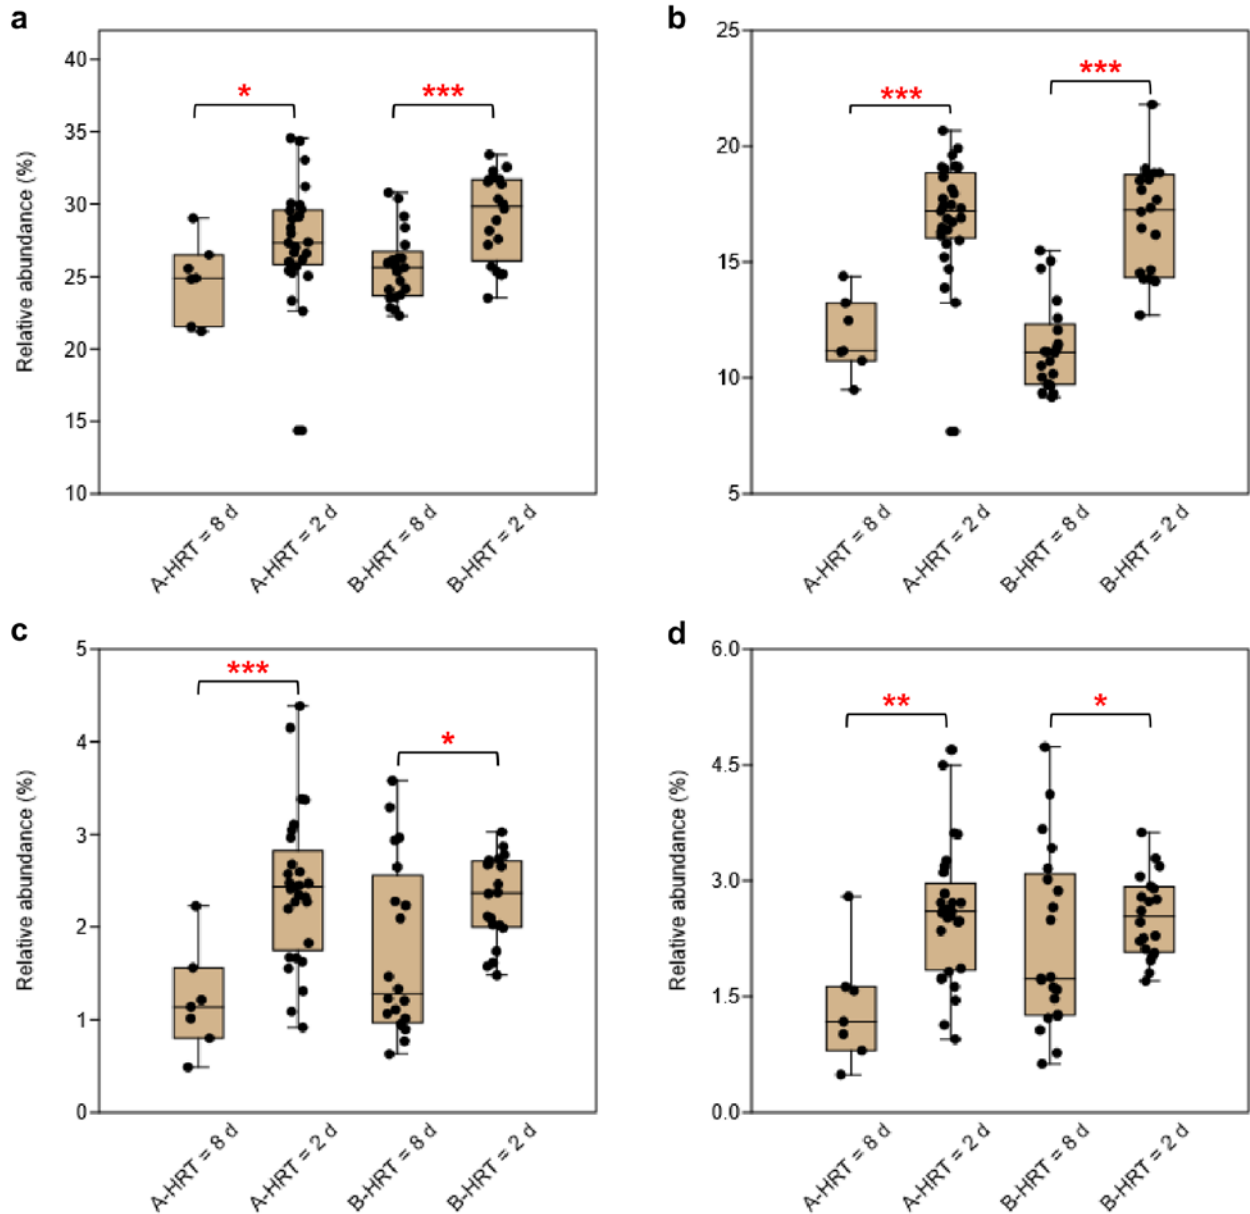 a
Relative abundance (%)
40
35
30
25
20
15
10
*
***
A-HRT = 8 d
A-HRT = 2 d
B-HRT = 8 d
B-HRT = 2 d
b
25
20
15
10
5
***
***
A-HRT = 8 d
A-HRT = 2 d
B-HRT = 8 d
B-HRT = 2 d
c
Relative abundance (%)
5
4
3
2
1
0
***
*
A-HRT = 8 d
A-HRT = 2 d
B-HRT = 8 d
B-HRT = 2 d
d
Relative abundance (%)
6.0
4.5
3.0
1.5
0.0
**
*
A-HRT = 8 d
A-HRT = 2 d
B-HRT = 8 d
B-HRT = 2 d